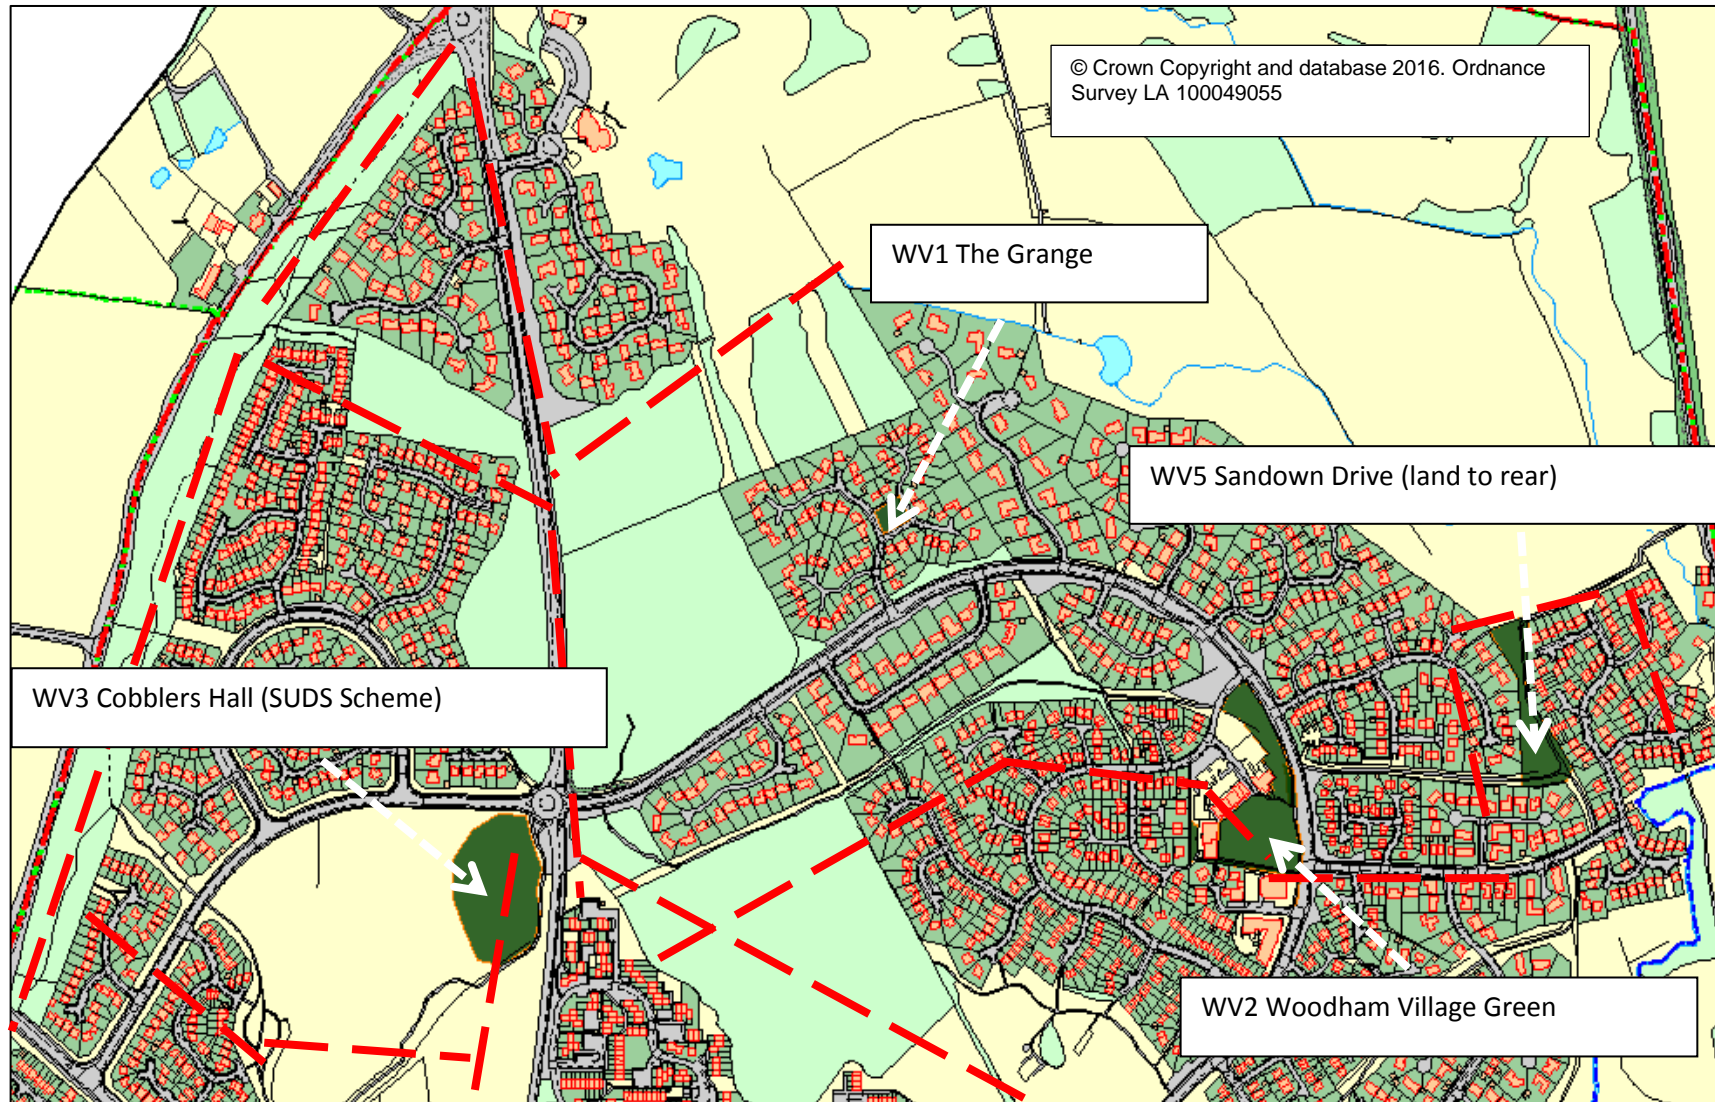 © Crown Copyright and database 2016. Ordnance
Survey LA 100049055
WV1 The Grange
WV5 Sandown Drive (land to rear)
WV3 Cobblers Hall (SUDS Scheme)
WV2 Woodham Village Green